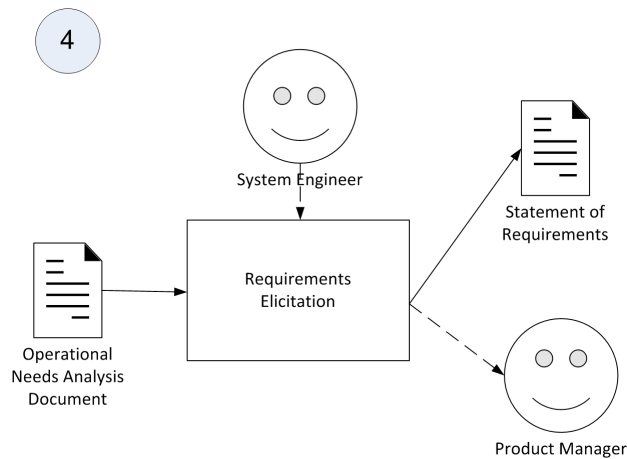 4
System Engineer
Statement of
Requirements
Requirements
Elicitation
Operational
Needs Analysis
Document
Product Manager